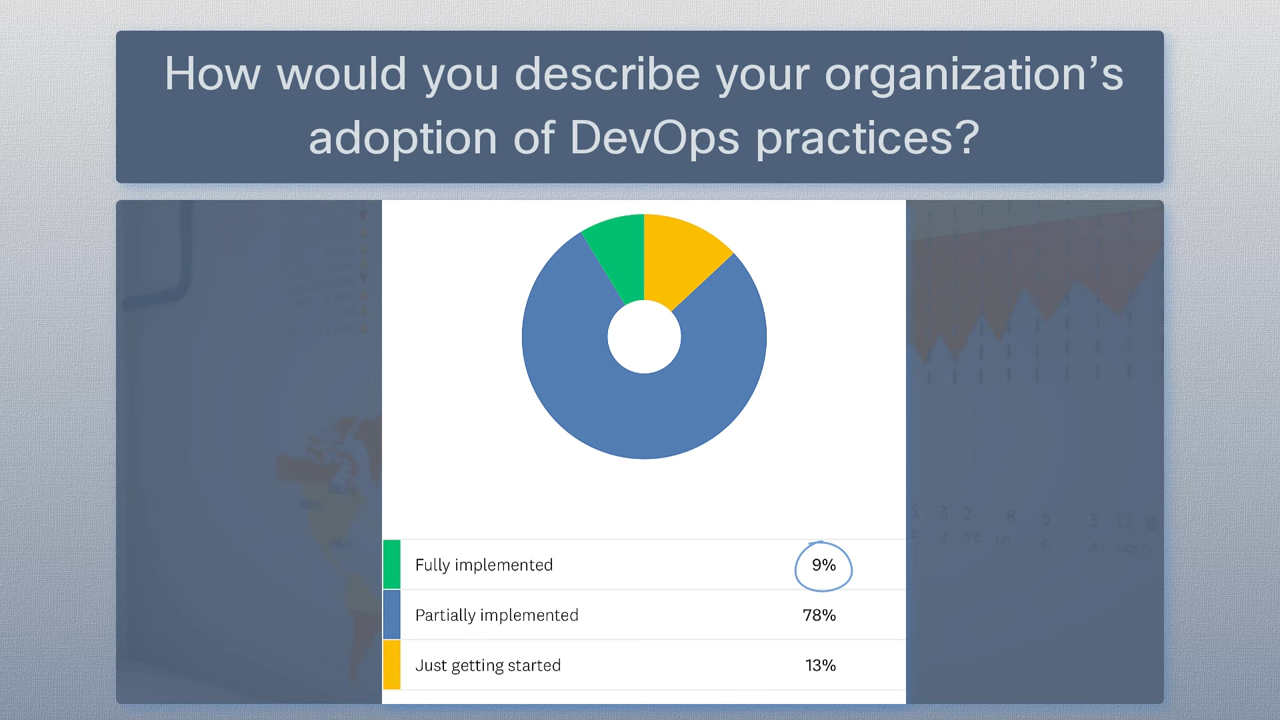 How would you describe your organization’s
adoption of DevOps practices?
Fully implemented 9%
Partially implemented 78%
Just getting started 13%